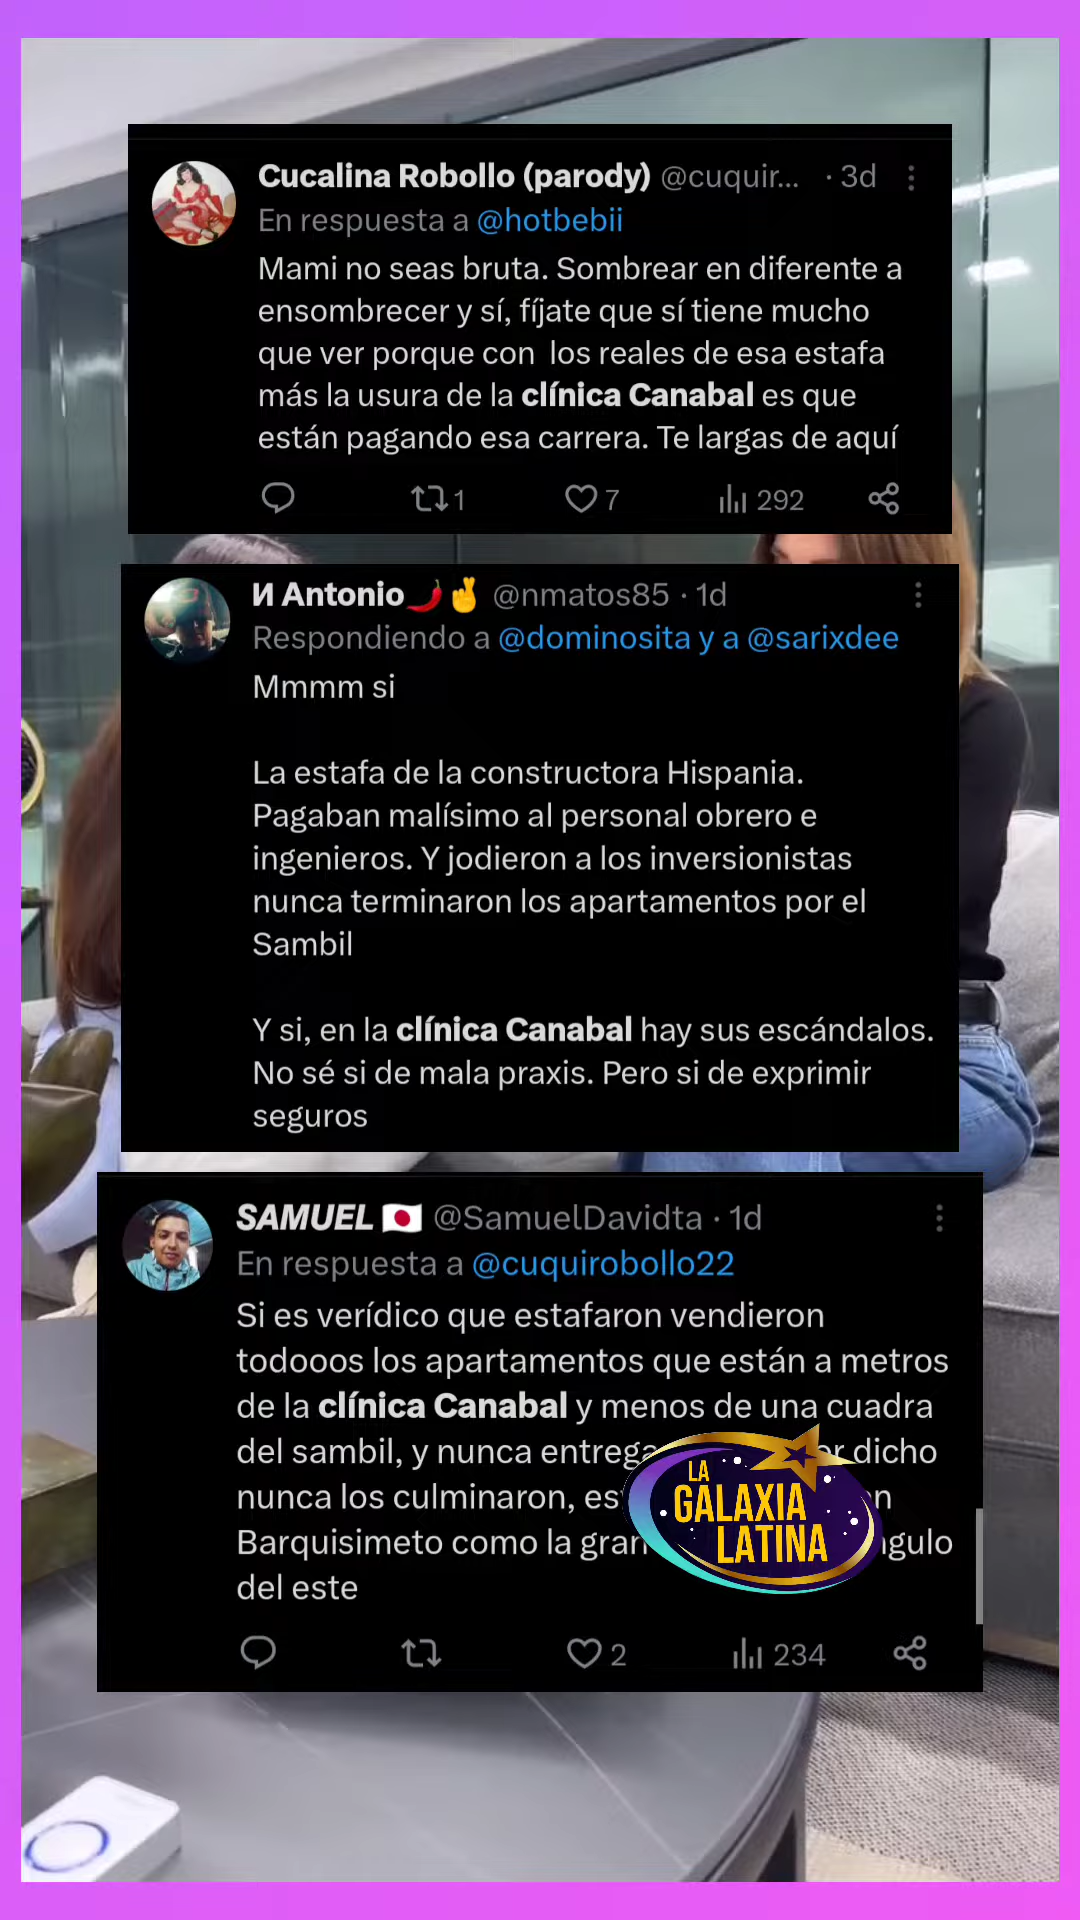 Cucalina Robollo (parody) @cuquir... · 3d
En respuesta a @hotbebii
Mami no seas bruta. Sombrear en diferente a
ensombrecer y sí, fíjate que sí tiene mucho
que ver porque con los reales de esa estafa
más la usura de la clínica Canabal es que
están pagando esa carrera. Te largas de aquí
1 7 292
И Antonio🌶️🤞 @nmatos85 · 1d
Respondiendo a @dominosita y a @sarixdee
Mmmm si
La estafa de la constructora Hispania.
Pagaban malísimo al personal obrero e
ingenieros. Y jodieron a los inversionistas
nunca terminaron los apartamentos por el
Sambil
Y si, en la clínica Canabal hay sus escándalos.
No sé si de mala praxis. Pero si de exprimir
seguros
SAMUEL 🇯🇵 @SamuelDavidta · 1d
En respuesta a @cuquirobollo22
Si es verídico que estafaron vendieron
todooos los apartamentos que están a metros
de la clínica Canabal y menos de una cuadra
del sambil, y nunca dicho
nunca los culminaron,
Barquisimeto como la
del este
2 234
LA
GALAXIA
LATINA